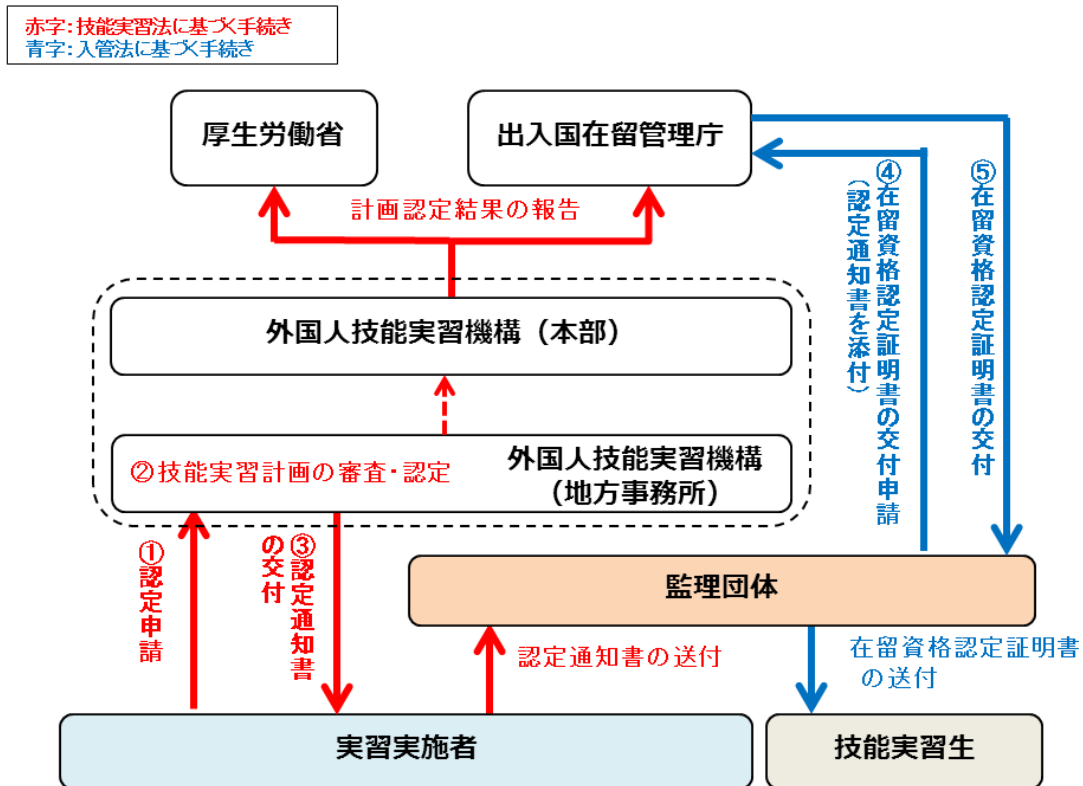 赤字：技能実習法に基づく手続き
青字：入管法に基づく手続き
厚生労働省
出入国在留管理庁
計画認定結果の報告
④在留資格認定証明書の交付申請
（認定通知書を添付）
⑤在留資格認定証明書の交付
外国人技能実習機構（本部）
②技能実習計画の審査・認定
外国人技能実習機構
（地方事務所）
①認定申請
③認定通知書
の交付
監理団体
認定通知書の送付
在留資格認定証明書
の送付
実習実施者
技能実習生